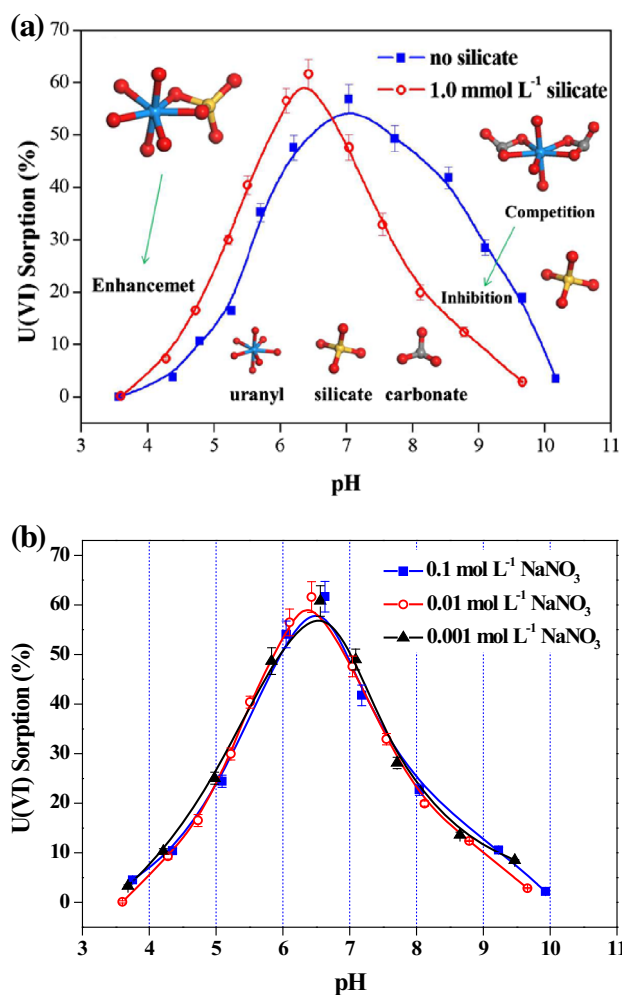 (a)
70
60
50
40
30
20
10
0
U(VI) Sorption (%)
no silicate
1.0 mmol L⁻¹ silicate
Competition
Enhancemet
Inhibition
uranyl silicate carbonate
3 4 5 6 7 8 9 10 11
pH
(b)
70
60
50
40
30
20
10
0
U(VI) Sorption (%)
0.1 mol L⁻¹ NaNO₃
0.01 mol L⁻¹ NaNO₃
0.001 mol L⁻¹ NaNO₃
3 4 5 6 7 8 9 10 11
pH